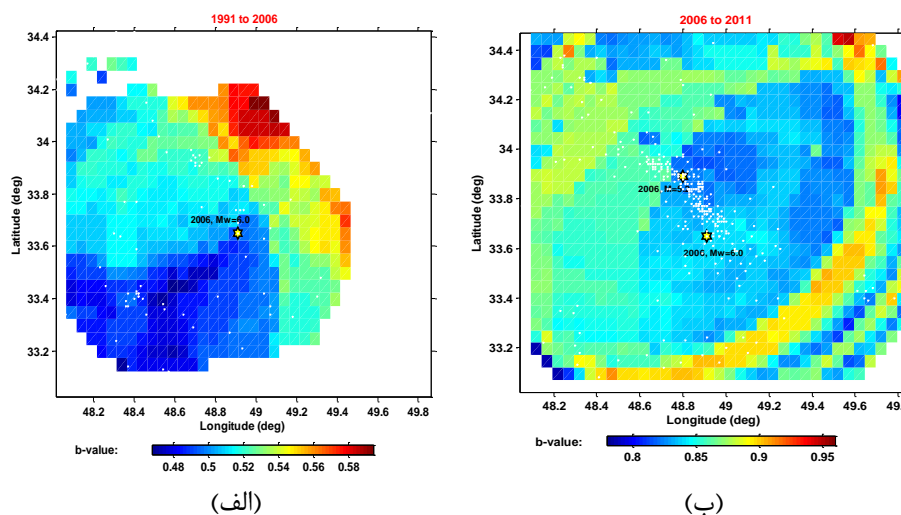 1991 to 2006
34.4
34.2
34
33.8
33.6
33.4
33.2
Latitude (deg)
2006, Mw=6.0
48.2 48.4 48.6 48.8 49 49.2 49.4 49.6 49.8
Longitude (deg)
b-value:
0.48 0.5 0.52 0.54 0.56 0.58
(الف)
2006 to 2011
34.4
34.2
34
33.8
33.6
33.4
33.2
Latitude (deg)
2006, Mw=6.0
48.2 48.4 48.6 48.8 49 49.2 49.4 49.6 49.8
Longitude (deg)
b-value:
0.8 0.85 0.9 0.95
(ب)